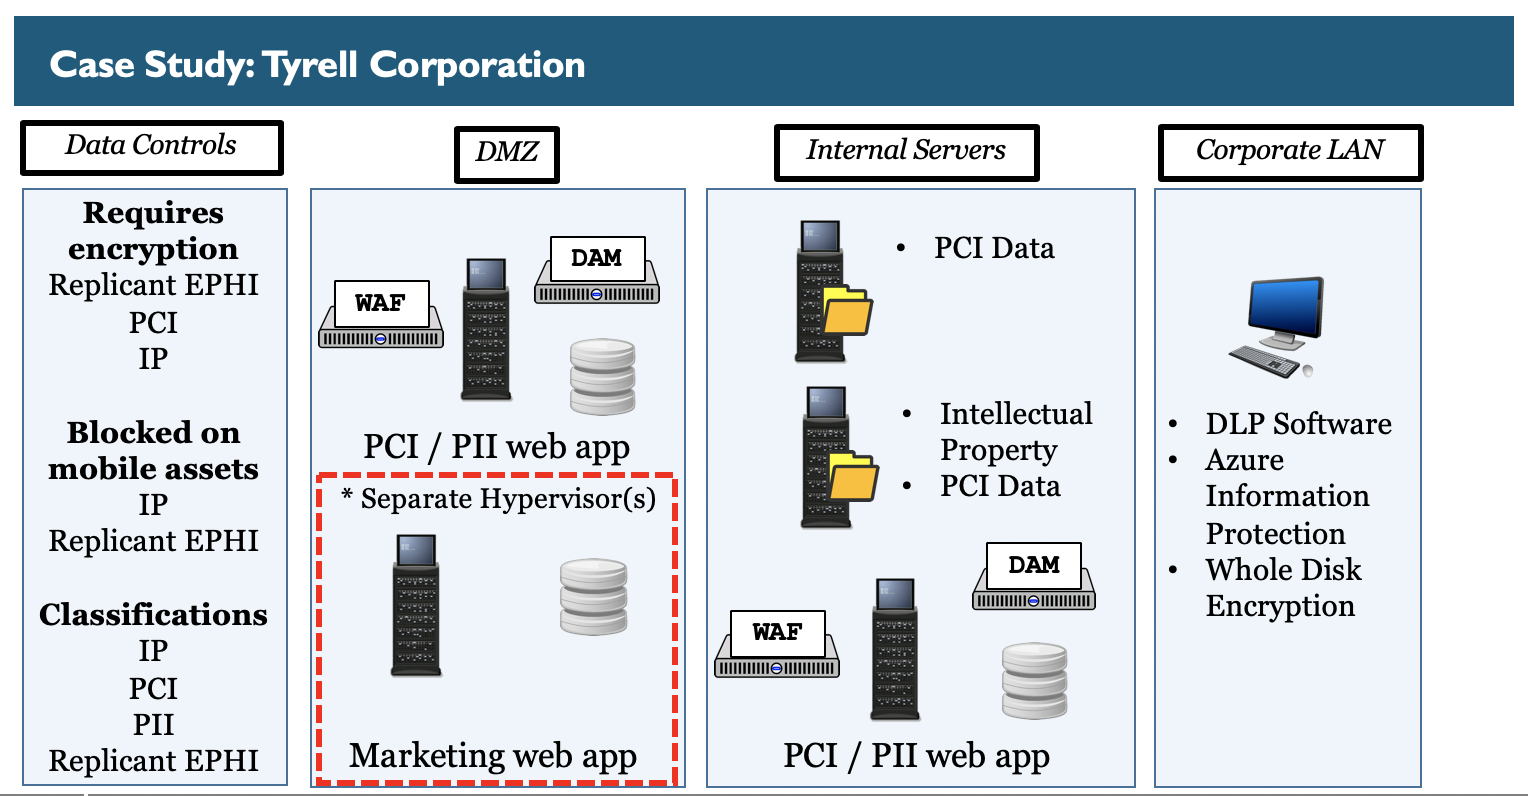 Case Study: Tyrell Corporation
Data Controls
Requires
encryption
Replicant EPHI
PCI
IP
Blocked on
mobile assets
IP
Replicant EPHI
Classifications
IP
PCI
PII
Replicant EPHI
DMZ
WAF
DAM
PCI / PII web app
* Separate Hypervisor(s)
Marketing web app
Internal Servers
• PCI Data
• Intellectual
Property
• PCI Data
DAM
WAF
PCI / PII web app
Corporate LAN
• DLP Software
• Azure
Information
Protection
• Whole Disk
Encryption